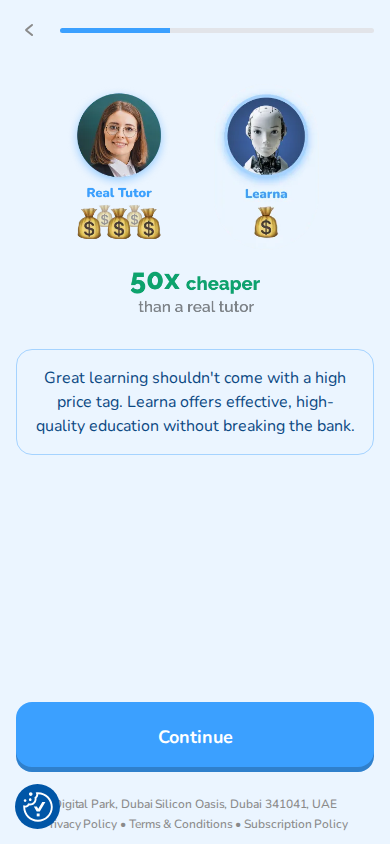 Real Tutor
Learna
50x cheaper
than a real tutor
Great learning shouldn't come with a high
price tag. Learna offers effective, high-
quality education without breaking the bank.
Continue
Digital Park, Dubai Silicon Oasis, Dubai 341041, UAE
Policy • Terms & Conditions • Subscription Policy